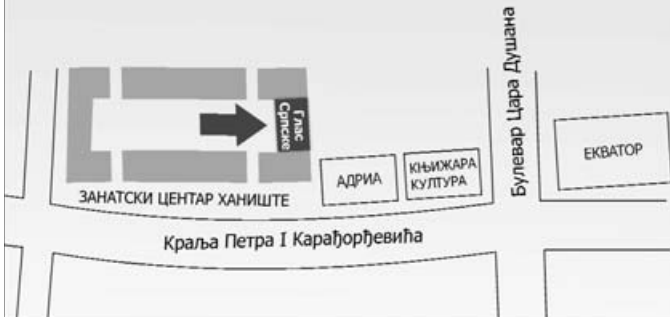 Булевар Цара Душана
Глас
Српске
АДРИА
КЊИЖАРА
КУЛТУРА
ЕКВАТОР
ЗАНАТСКИ ЦЕНТАР ХАНИШТЕ
Краља Петра I Карађорђевића